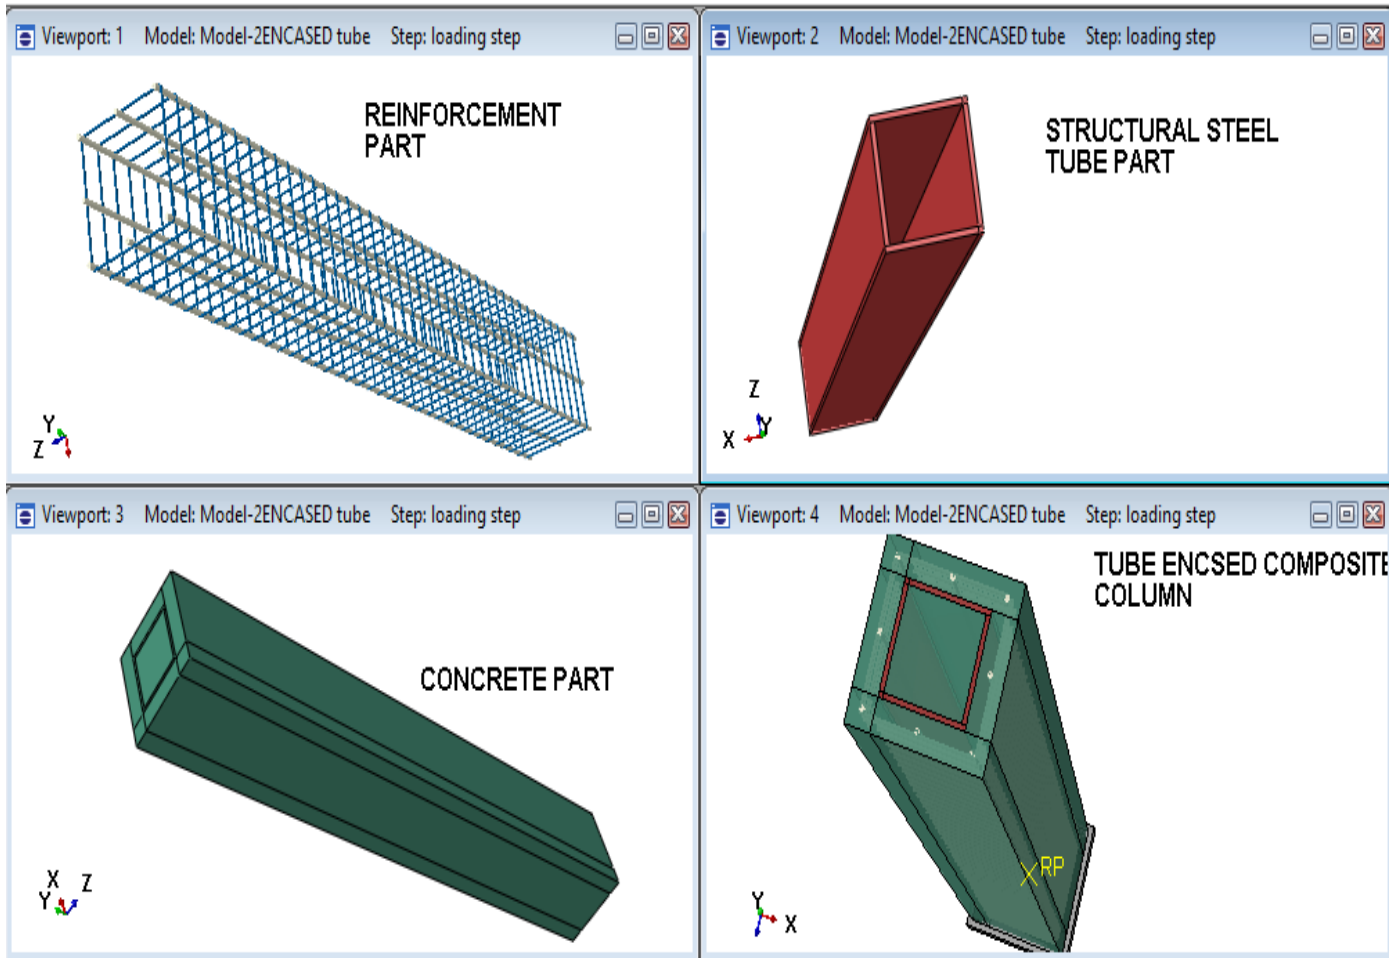 Viewport: 1 Model: Model-2ENCASED tube Step: loading step
REINFORCEMENT
PART
Y
Z
Viewport: 2 Model: Model-2ENCASED tube Step: loading step
STRUCTURAL STEEL
TUBE PART
Z
X Y
Viewport: 3 Model: Model-2ENCASED tube Step: loading step
CONCRETE PART
X
Y Z
Viewport: 4 Model: Model-2ENCASED tube Step: loading step
TUBE ENCSED COMPOSITE
COLUMN
RP
Y
X